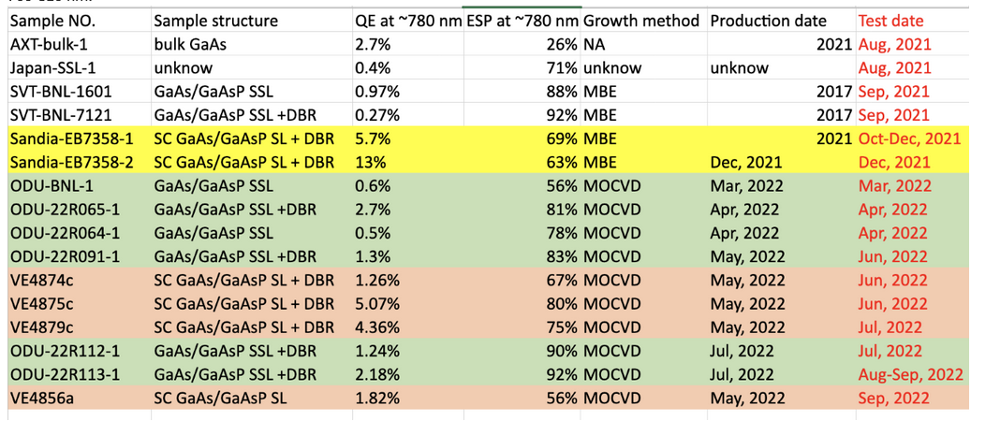 Sample NO. Sample structure QE at ~780 nm ESP at ~780 nm Growth method Production date Test date
AXT-bulk-1 bulk GaAs 2.7% 26% NA 2021 Aug, 2021
Japan-SSL-1 unknow 0.4% 71% unknow unknow Aug, 2021
SVT-BNL-1601 GaAs/GaAsP SSL 0.97% 88% MBE 2017 Sep, 2021
SVT-BNL-7121 GaAs/GaAsP SSL +DBR 0.27% 92% MBE 2017 Sep, 2021
Sandia-EB7358-1 SC GaAs/GaAsP SL + DBR 5.7% 69% MBE 2021 Oct-Dec, 2021
Sandia-EB7358-2 SC GaAs/GaAsP SL + DBR 13% 63% MBE Dec, 2021 Dec, 2021
ODU-BNL-1 GaAs/GaAsP SSL 0.6% 56% MOCVD Mar, 2022 Mar, 2022
ODU-22R065-1 GaAs/GaAsP SSL +DBR 2.7% 81% MOCVD Apr, 2022 Apr, 2022
ODU-22R064-1 GaAs/GaAsP SSL 0.5% 78% MOCVD Apr, 2022 Apr, 2022
ODU-22R091-1 GaAs/GaAsP SSL +DBR 1.3% 83% MOCVD May, 2022 Jun, 2022
VE4874c SC GaAs/GaAsP SL + DBR 1.26% 67% MOCVD May, 2022 Jun, 2022
VE4875c SC GaAs/GaAsP SL + DBR 5.07% 80% MOCVD May, 2022 Jun, 2022
VE4879c SC GaAs/GaAsP SL + DBR 4.36% 75% MOCVD May, 2022 Jul, 2022
ODU-22R112-1 GaAs/GaAsP SSL +DBR 1.24% 90% MOCVD Jul, 2022 Jul, 2022
ODU-22R113-1 GaAs/GaAsP SSL +DBR 2.18% 92% MOCVD Jul, 2022 Aug-Sep, 2022
VE4856a SC GaAs/GaAsP SL 1.82% 56% MOCVD May, 2022 Sep, 2022